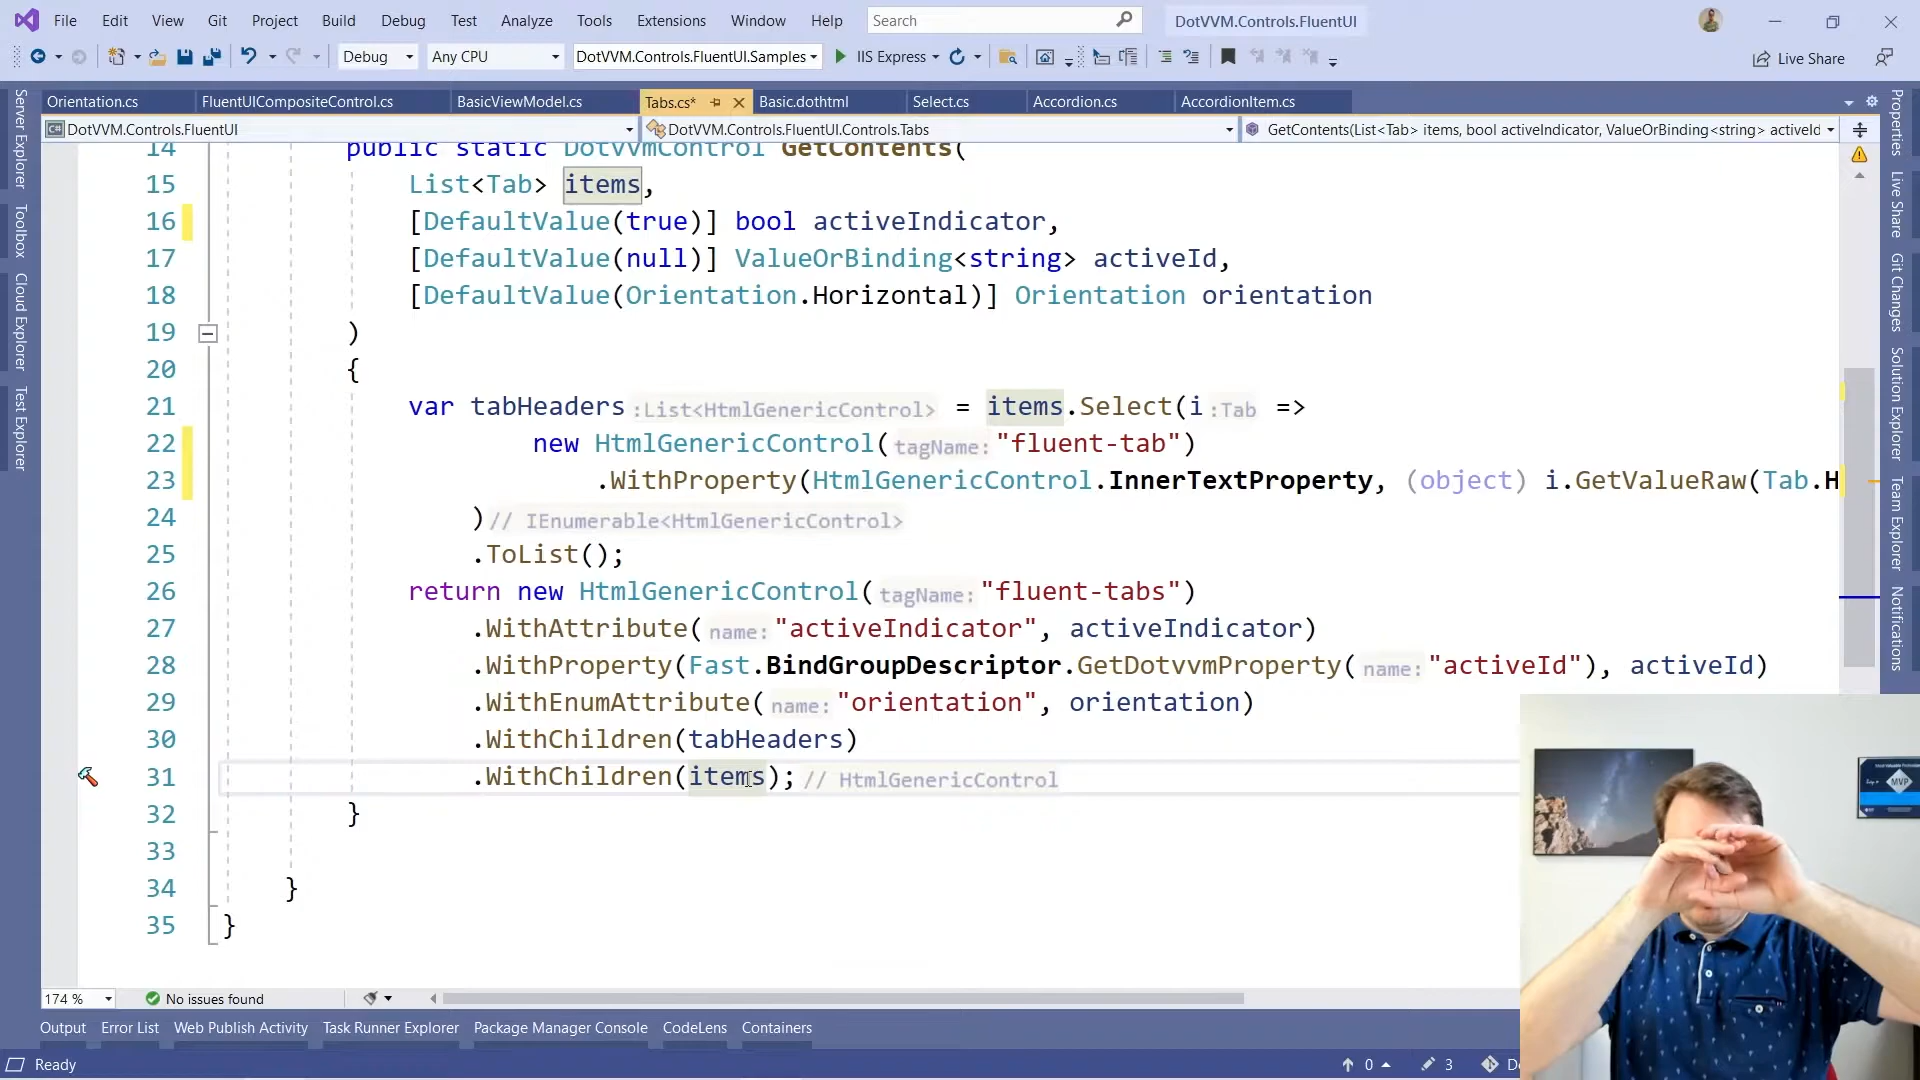 File Edit View Git Project Build Debug Test Analyze Tools Extensions Window Help Search DotVVM.Controls.FluentUI
Debug Any CPU DotVVM.Controls.FluentUI.Samples IIS Express Live Share
Orientation.cs FluentUICompositeControl.cs BasicViewModel.cs Tabs.cs* Basic.dothtml Select.cs Accordion.cs AccordionItem.cs
DotVVM.Controls.FluentUI DotVVM.Controls.FluentUI.Controls.Tabs GetContents(List<Tab> items, bool activeIndicator, ValueOrBinding<string> activeId
Server Explorer
Toolbox
Cloud Explorer
Test Explorer
14 public static DotvvmControl GetContents(
15 List<Tab> items,
16 [DefaultValue(true)] bool activeIndicator,
17 [DefaultValue(null)] ValueOrBinding<string> activeId,
18 [DefaultValue(Orientation.Horizontal)] Orientation orientation
19 )
20 {
21 var tabHeaders :List<HtmlGenericControl> = items.Select(i :Tab =>
22 new HtmlGenericControl( tagName: "fluent-tab")
23 .WithProperty(HtmlGenericControl.InnerTextProperty, (object) i.GetValueRaw(Tab.H
24 )// IEnumerable<HtmlGenericControl>
25 .ToList();
26 return new HtmlGenericControl( tagName: "fluent-tabs")
27 .WithAttribute( name: "activeIndicator", activeIndicator)
28 .WithProperty(Fast.BindGroupDescriptor.GetDotvvmProperty( name: "activeId"), activeId)
29 .WithEnumAttribute( name: "orientation", orientation)
30 .WithChildren(tabHeaders)
31 .WithChildren(items); // HtmlGenericControl
32 }
33
34 }
35 }
Properties
Live Share
Git Changes
Solution Explorer
Team Explorer
Notifications
MVP
174 % No issues found
Output Error List Web Publish Activity Task Runner Explorer Package Manager Console CodeLens Containers
Ready 0 3